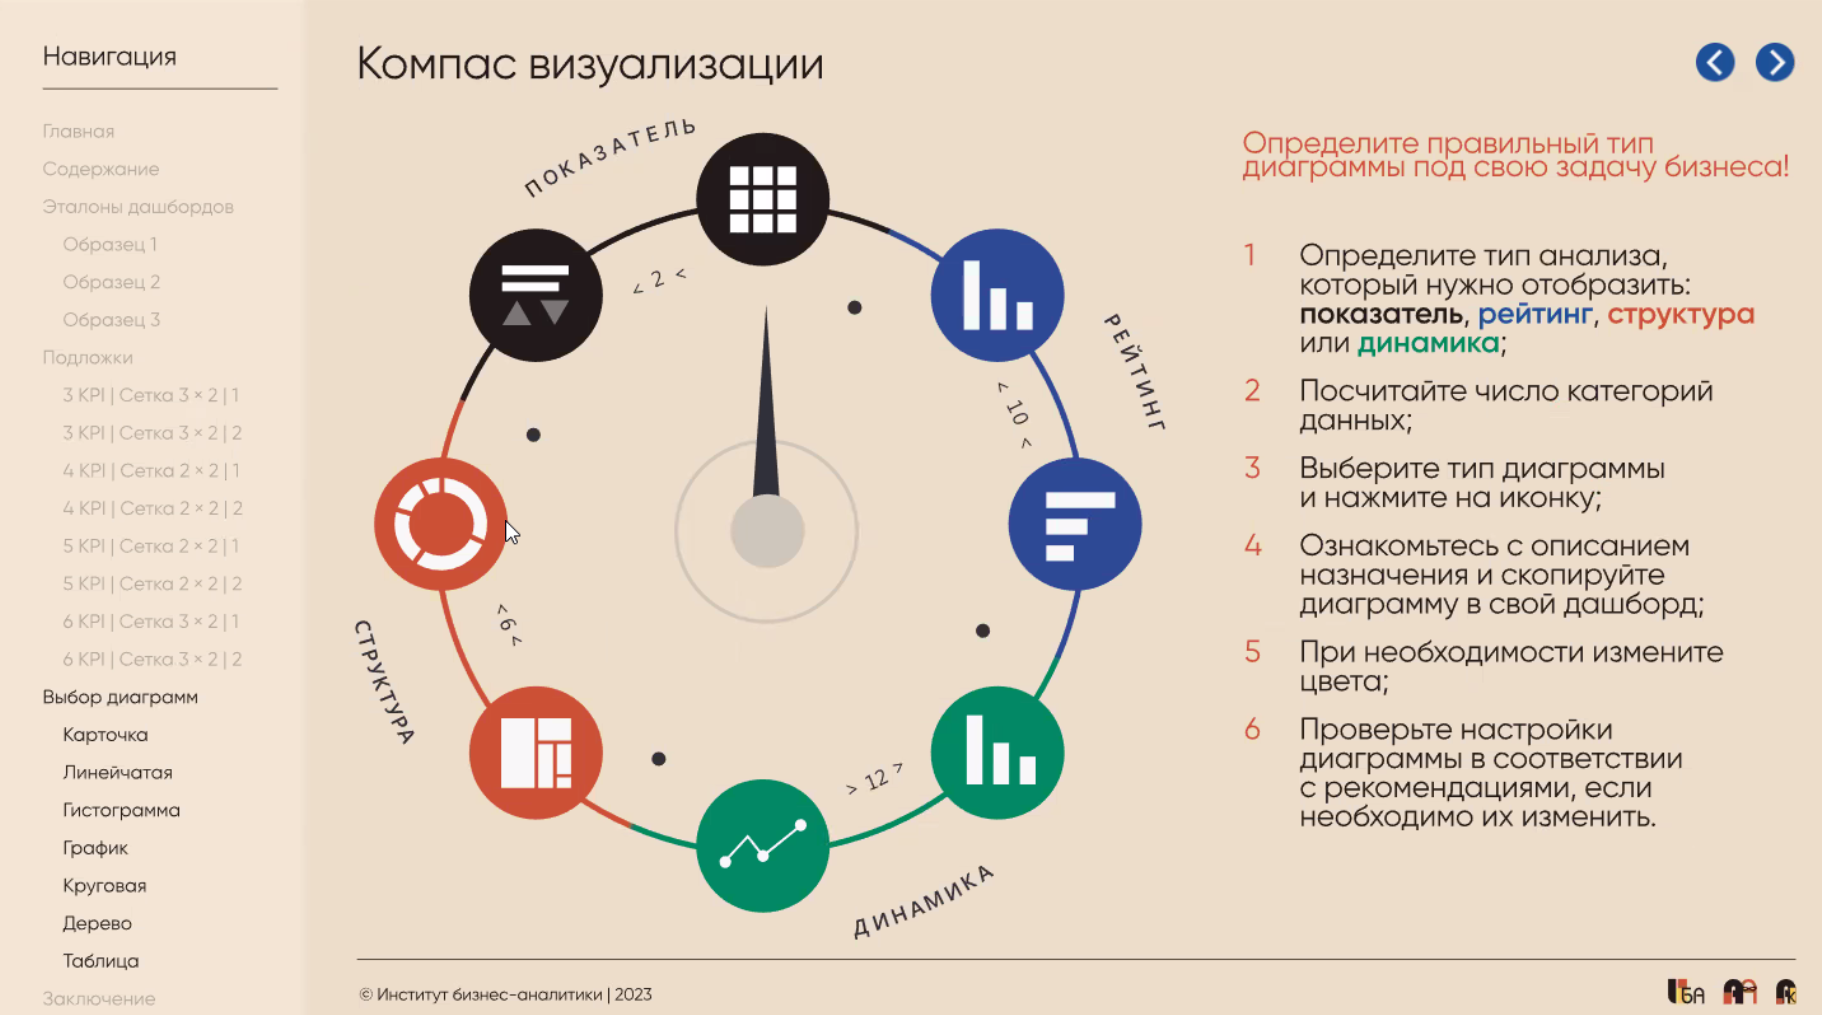 Навигация
Главная
Содержание
Эталоны дашбордов
Образец 1
Образец 2
Образец 3
Подложки
3 KPI | Сетка 3 × 2 | 1
3 KPI | Сетка 3 × 2 | 2
4 KPI | Сетка 2 × 2 | 1
4 KPI | Сетка 2 × 2 | 2
5 KPI | Сетка 2 × 2 | 1
5 KPI | Сетка 2 × 2 | 2
6 KPI | Сетка 3 × 2 | 1
6 KPI | Сетка 3 × 2 | 2
Выбор диаграмм
Карточка
Линейчатая
Гистограмма
График
Круговая
Дерево
Таблица
Заключение
Компас визуализации
ПОКАЗАТЕЛЬ
< 2 <
РЕЙТИНГ
< 10 <
СТРУКТУРА
< 6 <
> 12 >
ДИНАМИКА
Определите правильный тип
диаграммы под свою задачу бизнеса!
1 Определите тип анализа,
который нужно отобразить:
показатель, рейтинг, структура
или динамика;
2 Посчитайте число категорий
данных;
3 Выберите тип диаграммы
и нажмите на иконку;
4 Ознакомьтесь с описанием
назначения и скопируйте
диаграмму в свой дашборд;
5 При необходимости измените
цвета;
6 Проверьте настройки
диаграммы в соответствии
с рекомендациями, если
необходимо их изменить.
© Институт бизнес-аналитики | 2023